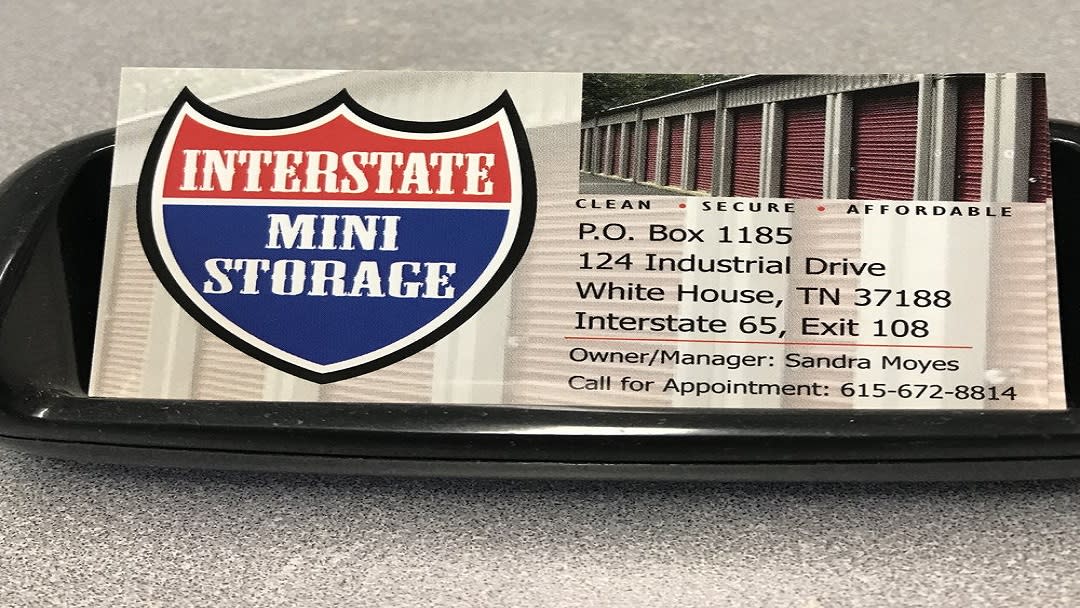 INTERSTATE
MINI
STORAGE
CLEAN • SECURE • AFFORDABLE
P.O. Box 1185
124 Industrial Drive
White House, TN 37188
Interstate 65, Exit 108
Owner/Manager: Sandra Moyes
Call for Appointment: 615-672-8814